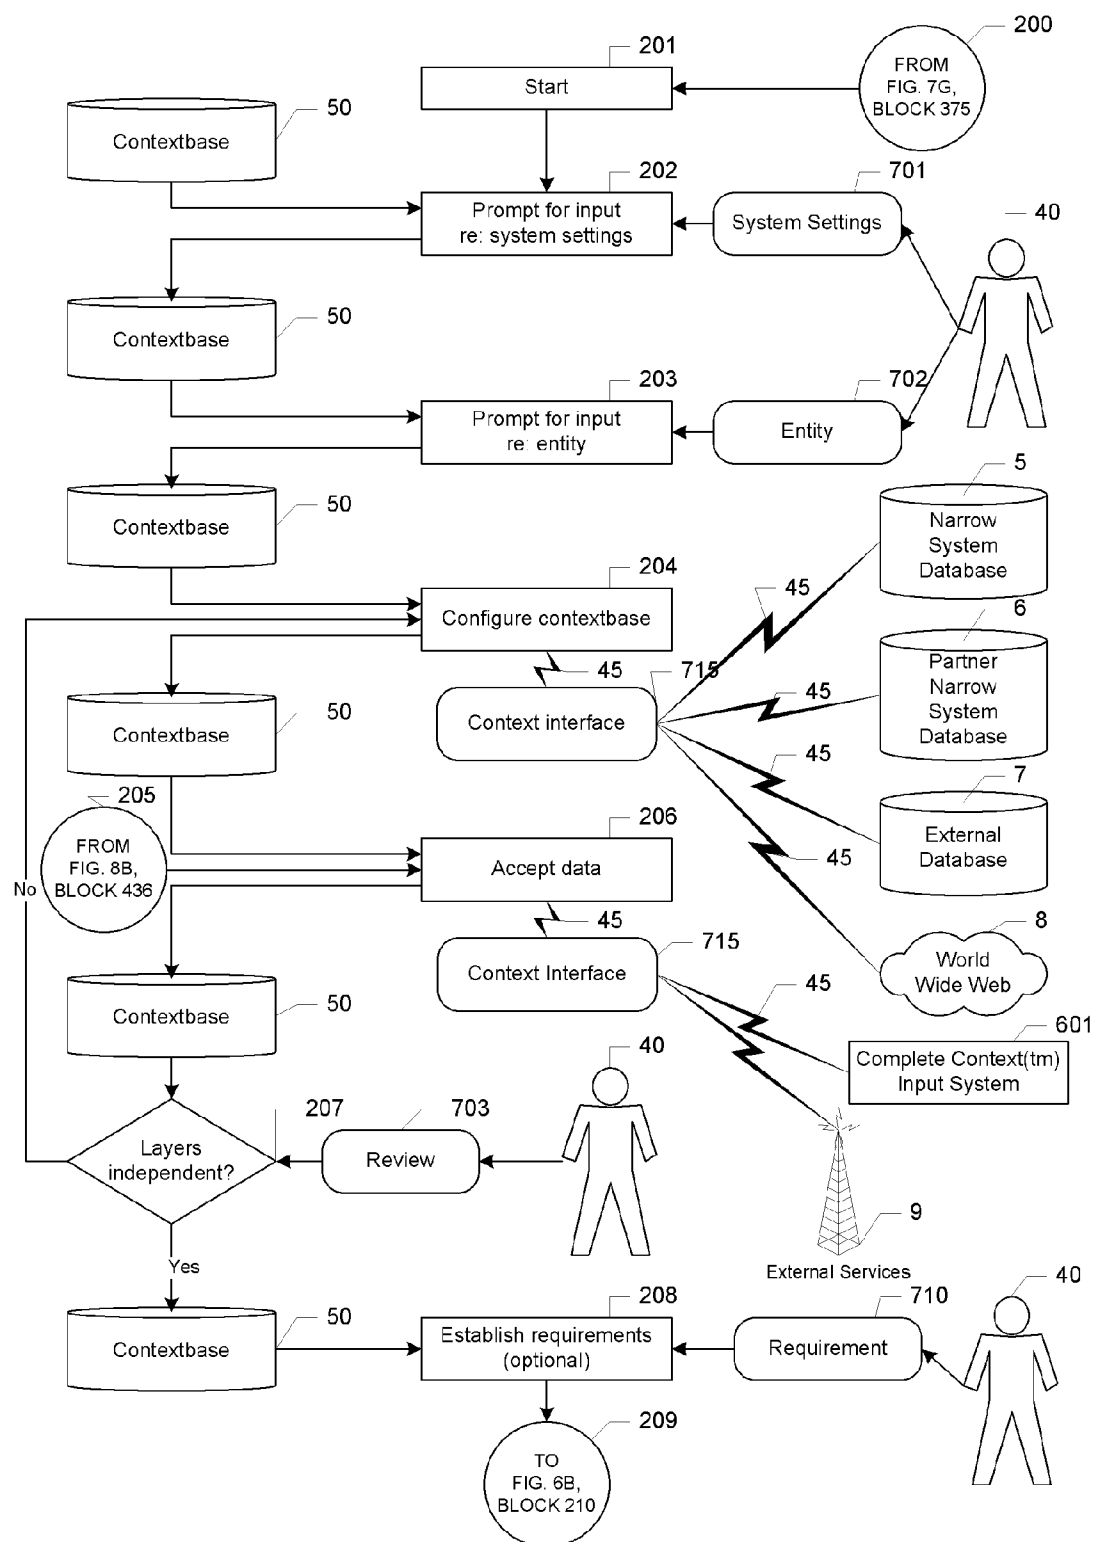 200
201
FROM
FIG. 7G,
BLOCK 375
Start
50
Contextbase
202
701
Prompt for input
re: system settings
System Settings
40
50
Contextbase
203
702
Prompt for input
re: entity
Entity
5
50
Contextbase
Narrow
System
Database
204
45
6
Configure contextbase
45
715
Partner
Narrow
System
Database
45
50
Contextbase
Context interface
45
7
205
206
FROM
FIG. 8B,
BLOCK 436
Accept data
External
Database
45
No
45
715
8
Context Interface
World
Wide Web
45
50
Contextbase
601
40
Complete Context(tm)
Input System
207
703
Layers
independent?
Review
9
Yes
External Services
40
50
208
710
Contextbase
Establish requirements
(optional)
Requirement
209
TO
FIG. 6B,
BLOCK 210